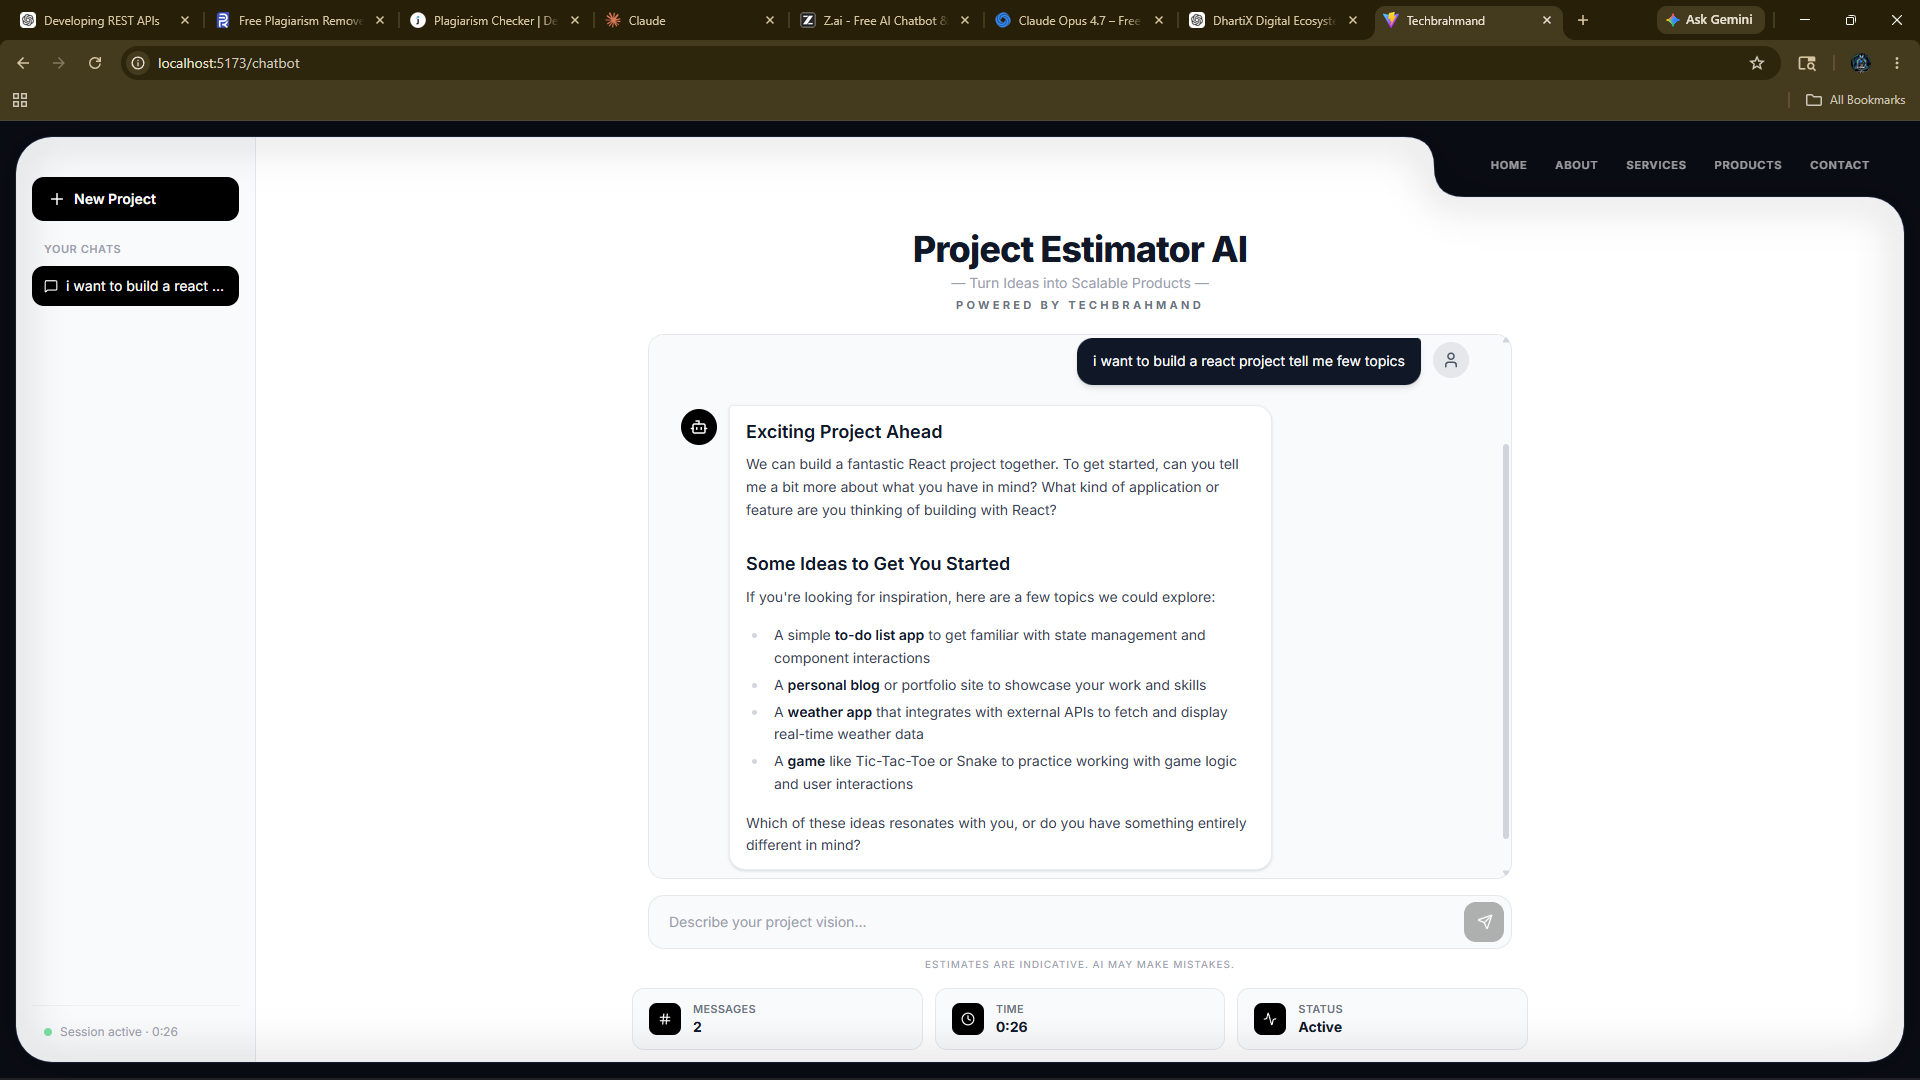 Developing REST APIs
Free Plagiarism Remove
Plagiarism Checker | De
Claude
Z.ai - Free AI Chatbot &
Claude Opus 4.7 – Free
DhartiX Digital Ecosyste
Techbrahmand
Ask Gemini
localhost:5173/chatbot
All Bookmarks
HOME ABOUT SERVICES PRODUCTS CONTACT
New Project
YOUR CHATS
i want to build a react ...
Project Estimator AI
— Turn Ideas into Scalable Products —
POWERED BY TECHBRAHMAND
i want to build a react project tell me few topics
Exciting Project Ahead
We can build a fantastic React project together. To get started, can you tell
me a bit more about what you have in mind? What kind of application or
feature are you thinking of building with React?
Some Ideas to Get You Started
If you're looking for inspiration, here are a few topics we could explore:
A simple to-do list app to get familiar with state management and
component interactions
A personal blog or portfolio site to showcase your work and skills
A weather app that integrates with external APIs to fetch and display
real-time weather data
A game like Tic-Tac-Toe or Snake to practice working with game logic
and user interactions
Which of these ideas resonates with you, or do you have something entirely
different in mind?
Describe your project vision...
ESTIMATES ARE INDICATIVE. AI MAY MAKE MISTAKES.
MESSAGES
2
TIME
0:26
STATUS
Active
Session active · 0:26